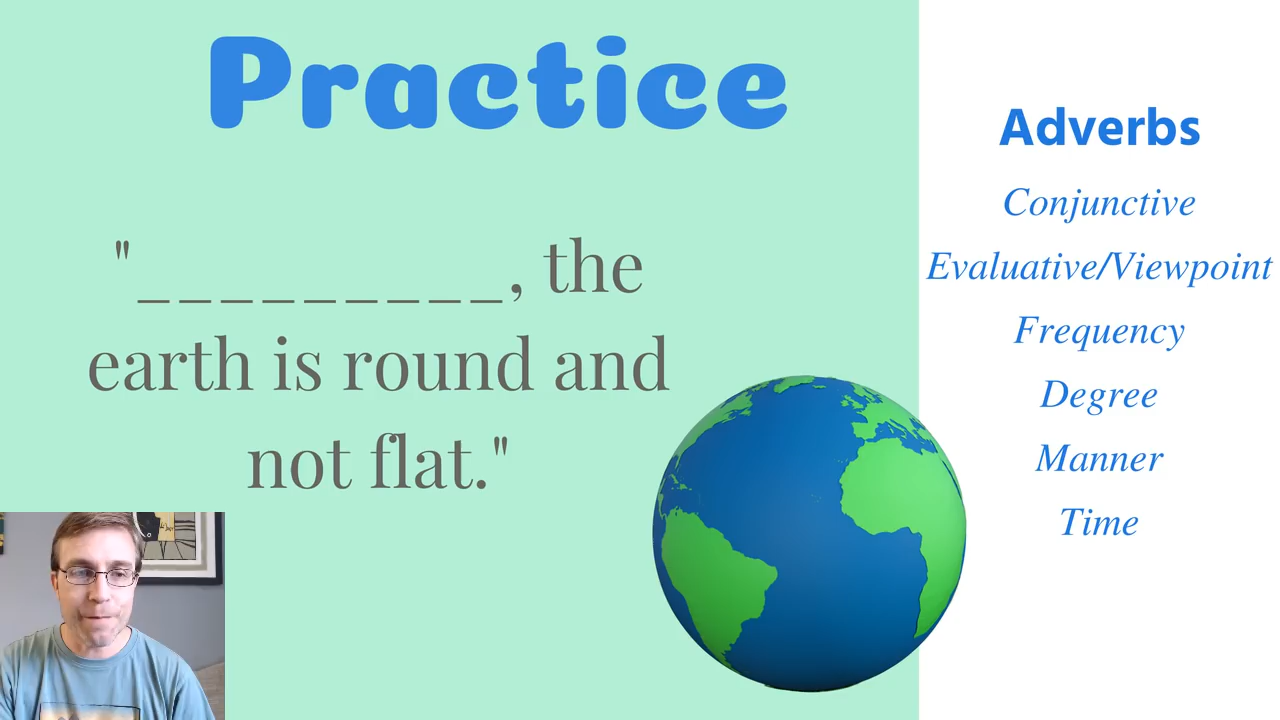 Practice
"_________, the
earth is round and
not flat."
Adverbs
Conjunctive
Evaluative/Viewpoint
Frequency
Degree
Manner
Time